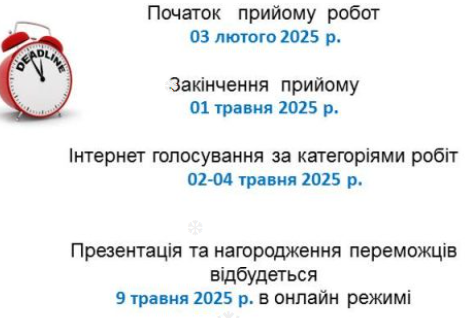 DEADLINE
Початок прийому робот
03 лютого 2025 р.
Закінчення прийому
01 травня 2025 р.
Інтернет голосування за категоріями робіт
02-04 травня 2025 р.
Презентація та нагородження переможців
відбудеться
9 травня 2025 р. в онлайн режимі